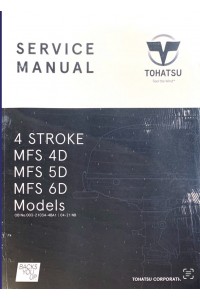 SERVICE
MANUAL
TOHATSU
4 STROKE
MFS 4D
MFS 5D
MFS 6D
Models
TOHATSU CORPORATION